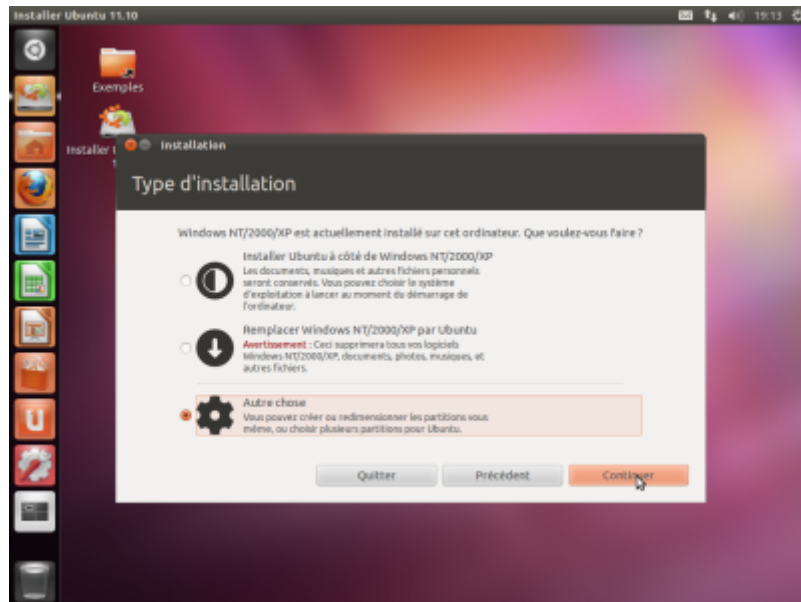 Installer Ubuntu 11.10
19:13
Exemples
Installer
Installation
Type d'installation
Windows NT/2000/XP est actuellement installé sur cet ordinateur. Que voulez-vous faire ?
Installer Ubuntu à côté de Windows NT/2000/XP
Les documents, musiques et autres fichiers personnels
seront conservés. Vous pouvez choisir le système
d'exploitation à lancer au moment du démarrage de
l'ordinateur.
Remplacer Windows NT/2000/XP par Ubuntu
Avertissement : Ceci supprimera tous vos logiciels
Windows NT/2000/XP, documents, photos, musiques, et
autres fichiers.
Autre chose
Vous pouvez créer ou redimensionner les partitions vous
même, ou choisir plusieurs partitions pour Ubuntu.
Quitter
Précédent
Continuer